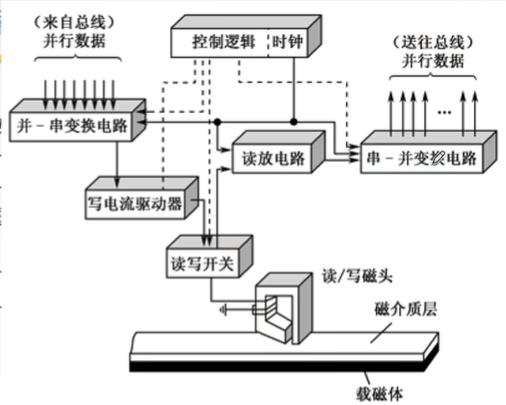 （来自总线）
并行数据
控制逻辑 时钟
（送往总线）
并行数据
...
并－串变换电路
读放电路
串－并变换电路
写电流驱动器
读写开关
读/写磁头
磁介质层
载磁体